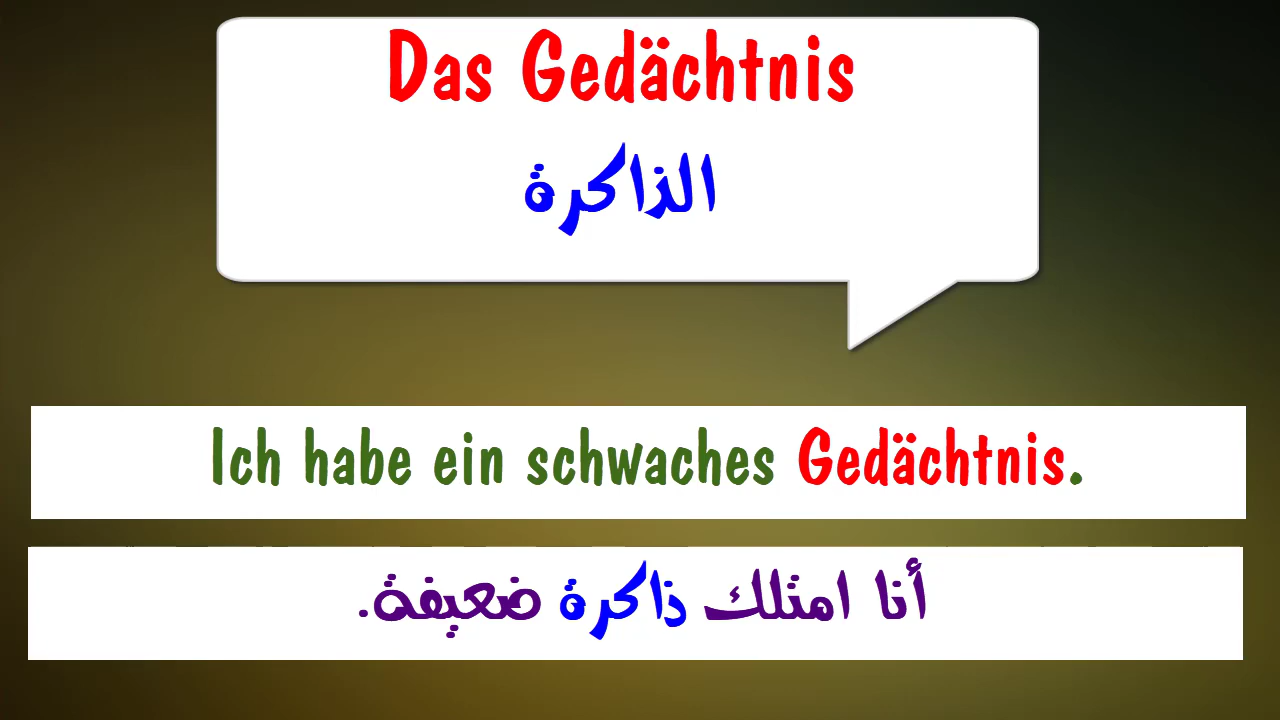 Das Gedächtnis
الذاكرة
Ich habe ein schwaches Gedächtnis.
أنا امتلك ذاكرة ضعيفة.